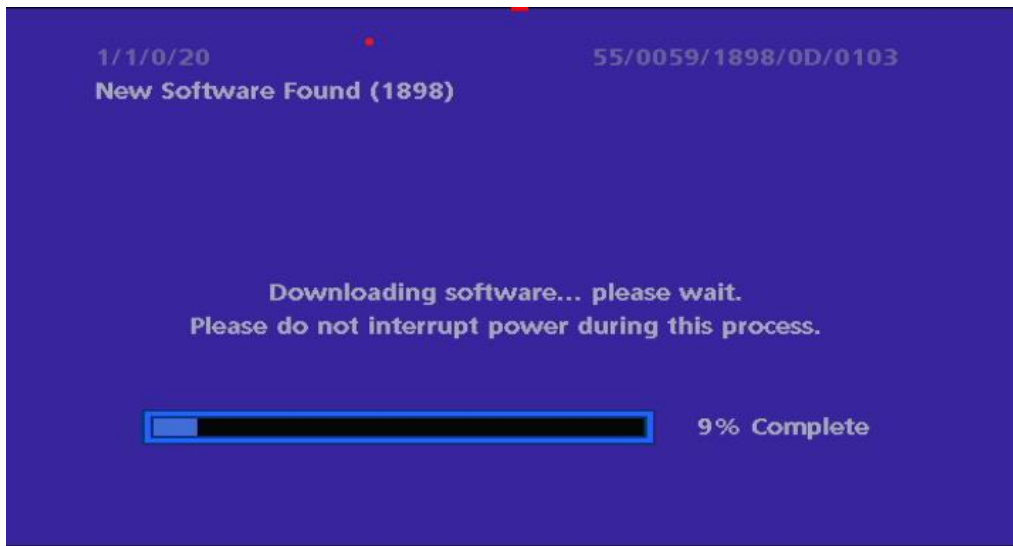 1/1/0/20 55/0059/1898/0D/0103
New Software Found (1898)
Downloading software... please wait.
Please do not interrupt power during this process.
9% Complete